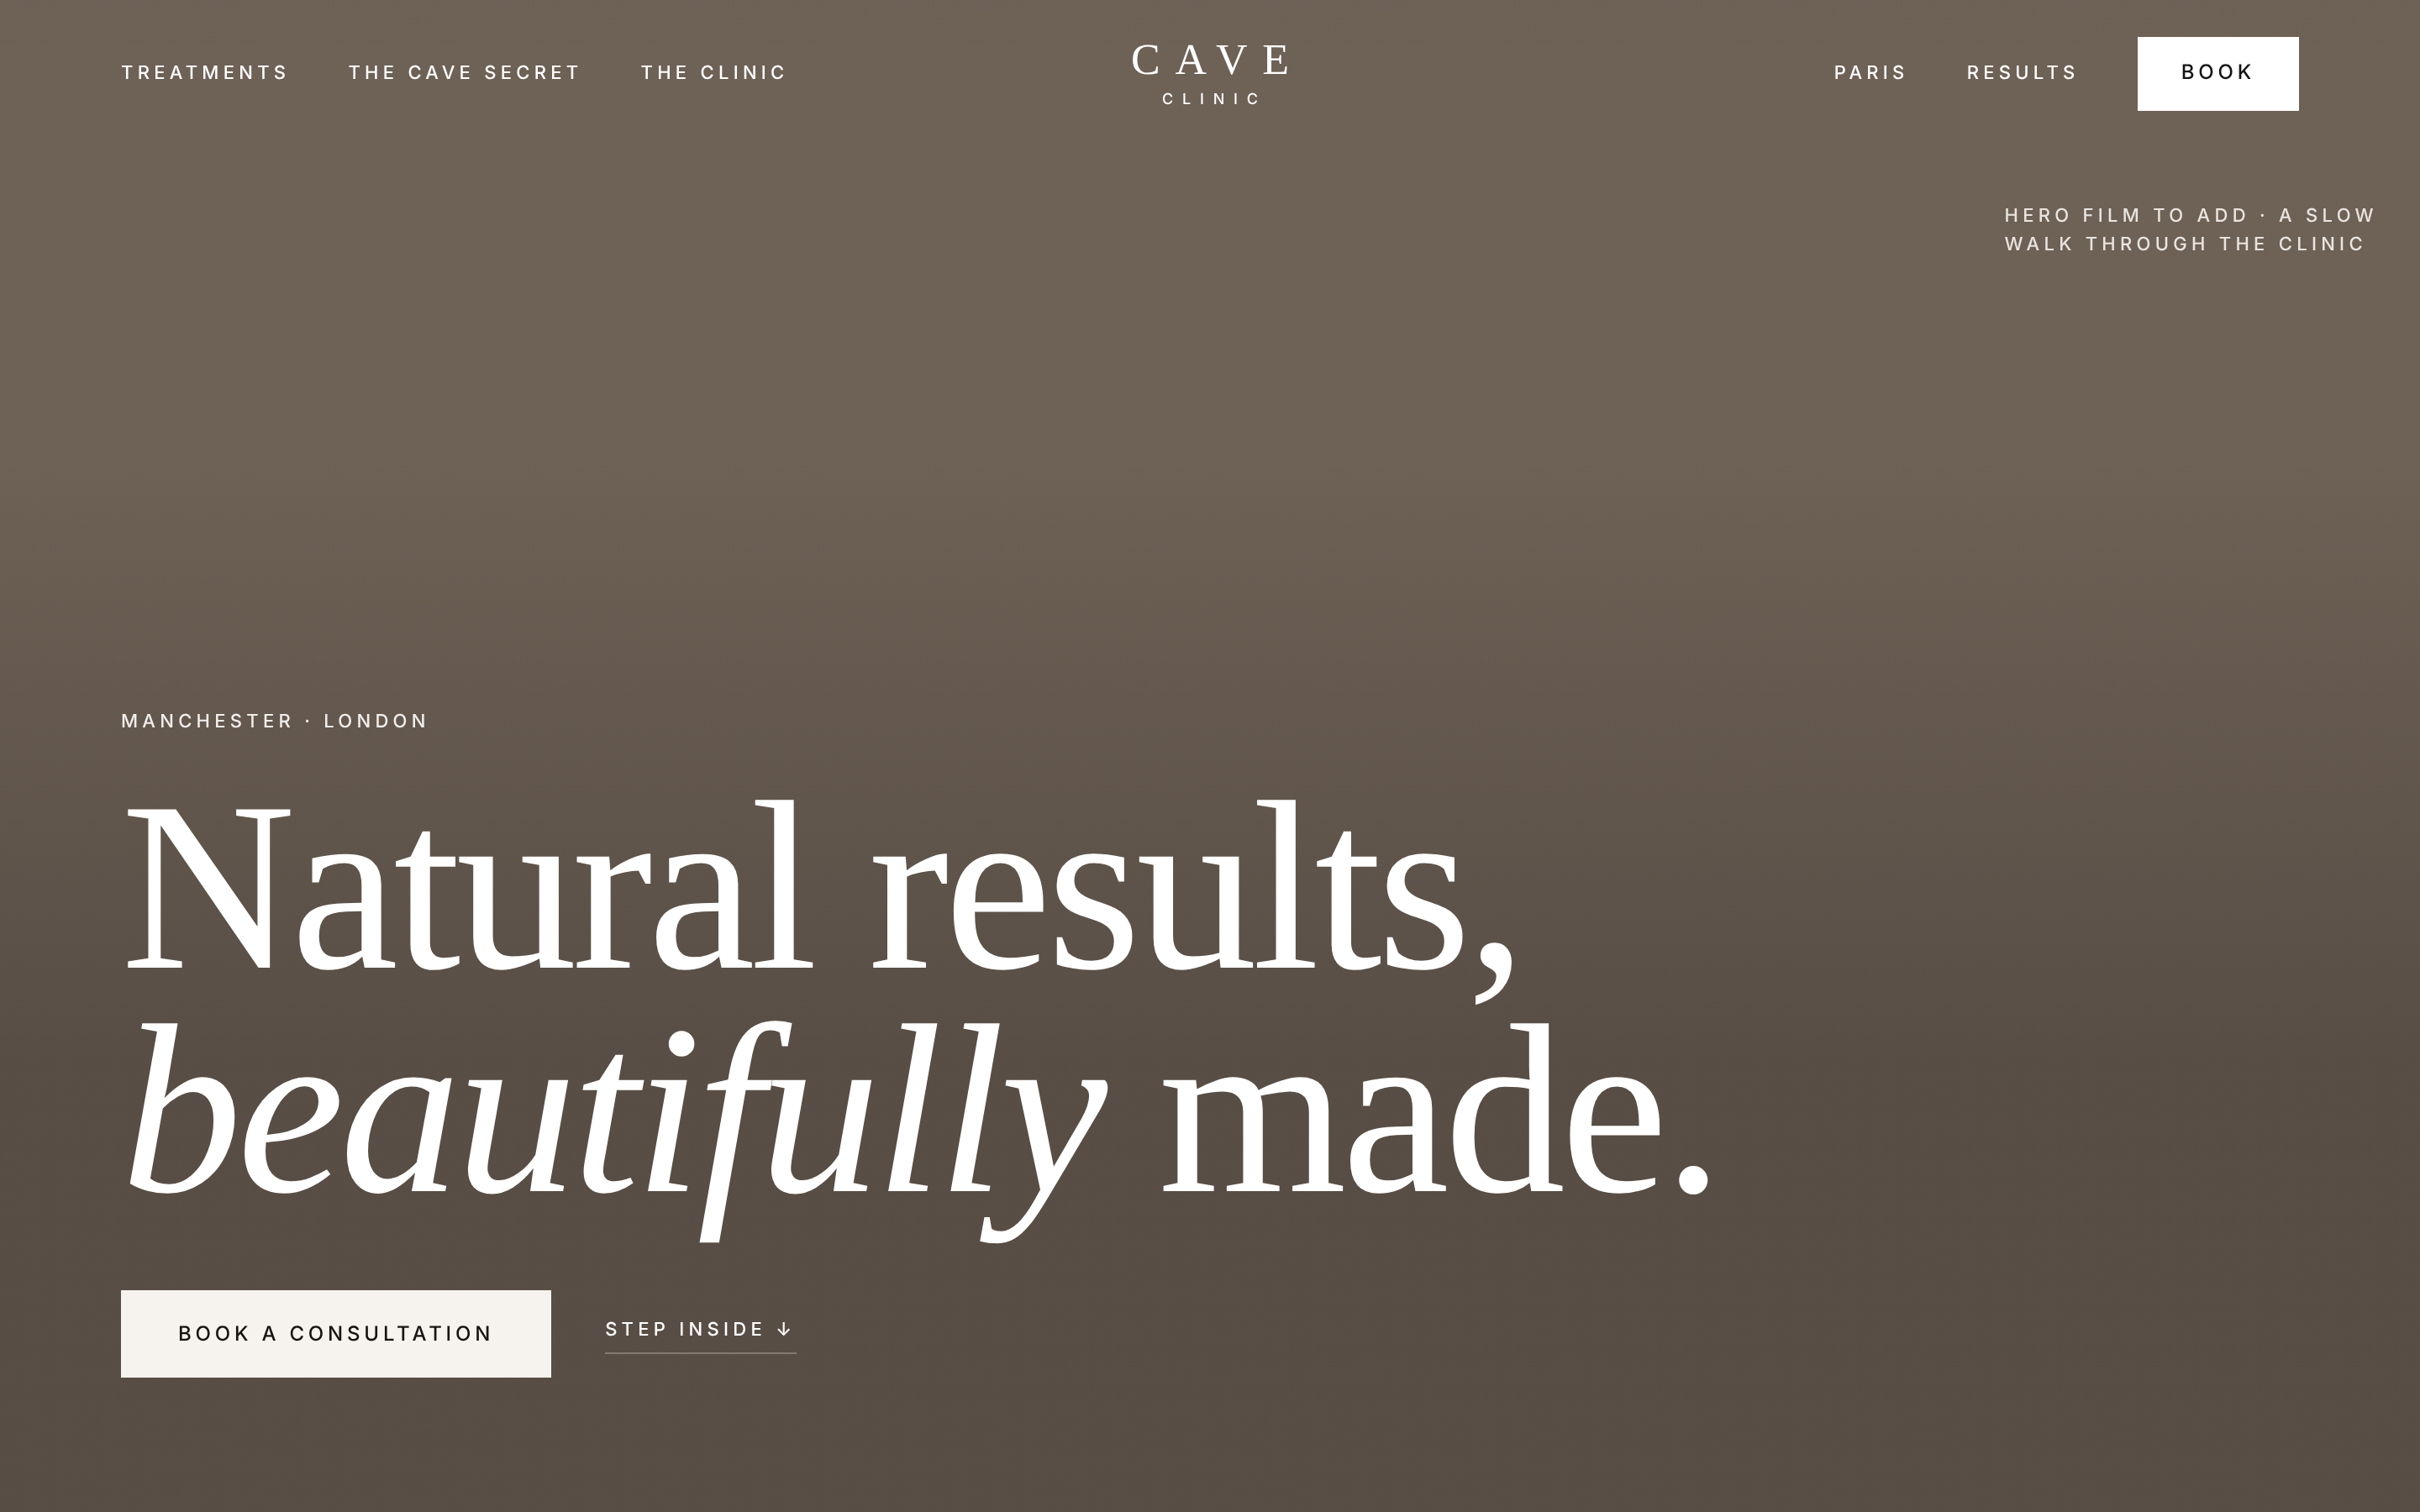 TREATMENTS THE CAVE SECRET THE CLINIC
CAVE
CLINIC
PARIS RESULTS BOOK
HERO FILM TO ADD · A SLOW
WALK THROUGH THE CLINIC
MANCHESTER · LONDON
Natural results,
beautifully made.
BOOK A CONSULTATION
STEP INSIDE ↓